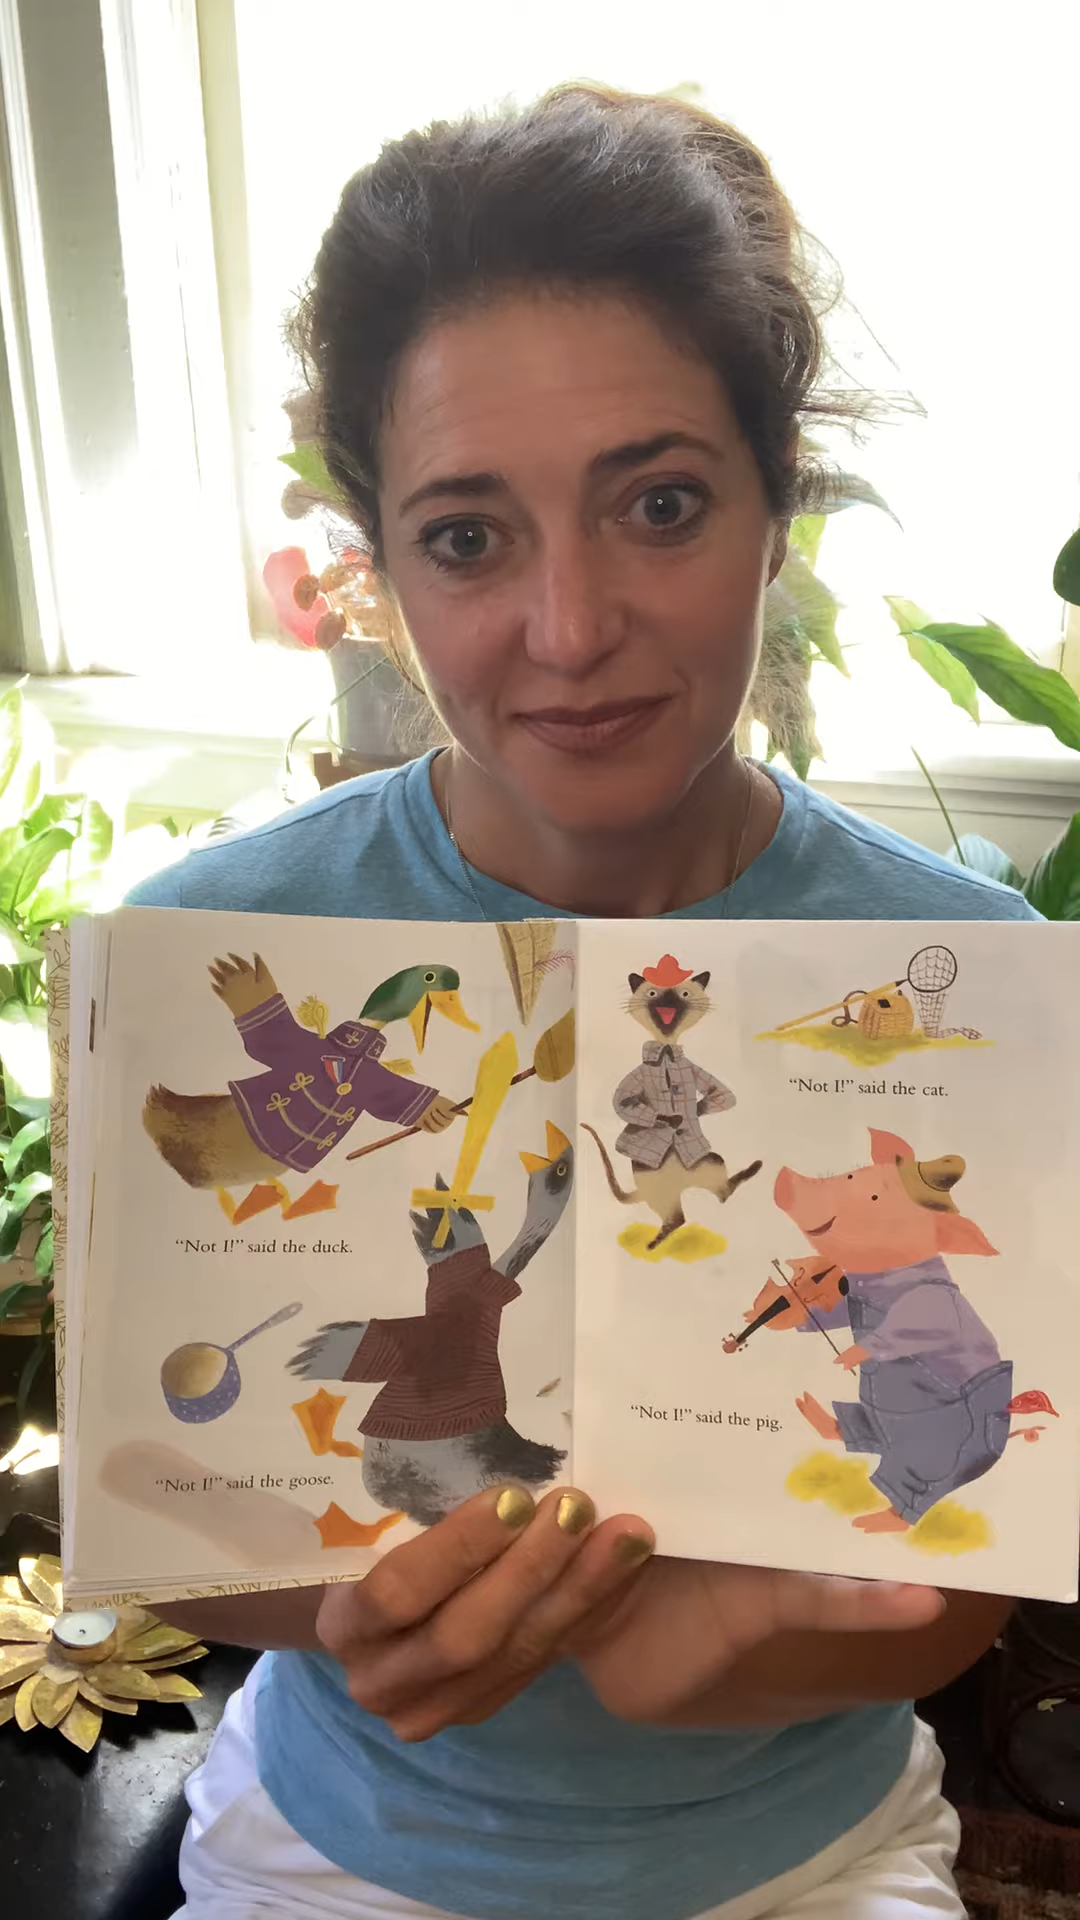 “Not I!” said the duck.
“Not I!” said the goose.
“Not I!” said the cat.
“Not I!” said the pig.